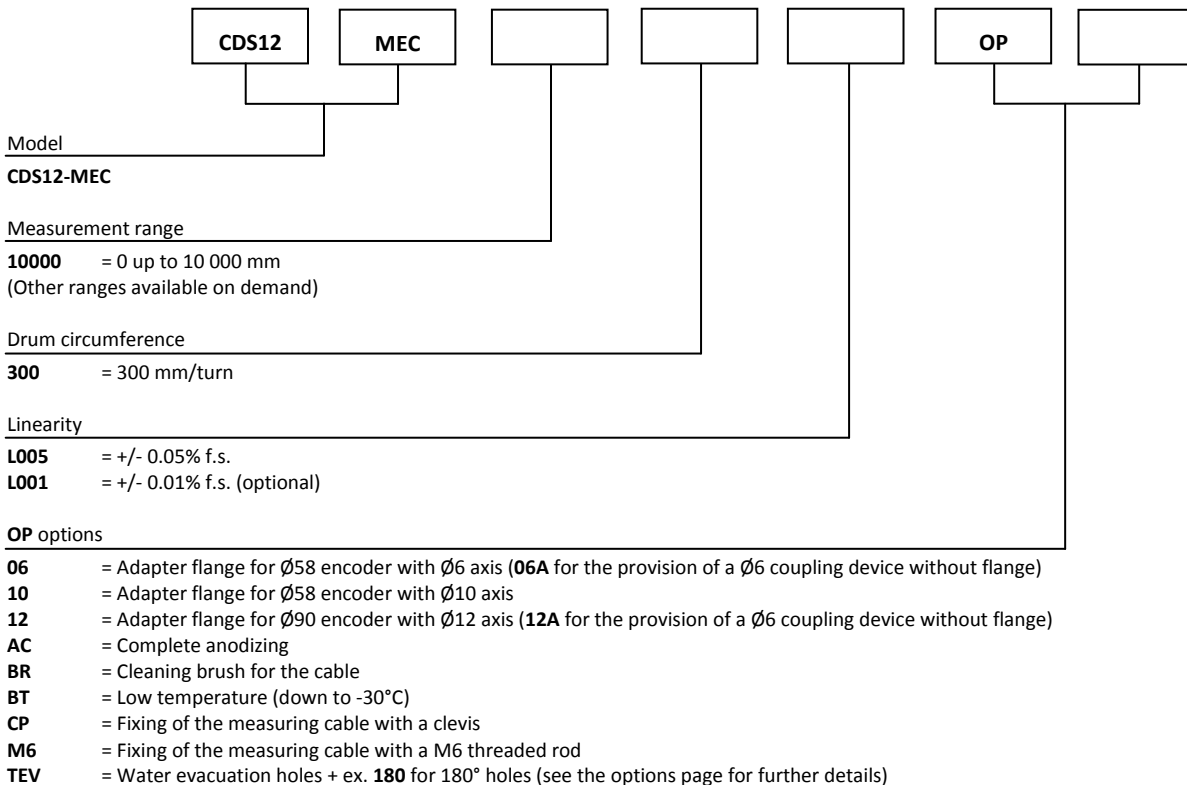 CDS12 MEC OP
Model
CDS12-MEC
Measurement range
10000 = 0 up to 10 000 mm
(Other ranges available on demand)
Drum circumference
300 = 300 mm/turn
Linearity
L005 = +/- 0.05% f.s.
L001 = +/- 0.01% f.s. (optional)
OP options
06 = Adapter flange for Ø58 encoder with Ø6 axis (06A for the provision of a Ø6 coupling device without flange)
10 = Adapter flange for Ø58 encoder with Ø10 axis
12 = Adapter flange for Ø90 encoder with Ø12 axis (12A for the provision of a Ø6 coupling device without flange)
AC = Complete anodizing
BR = Cleaning brush for the cable
BT = Low temperature (down to -30°C)
CP = Fixing of the measuring cable with a clevis
M6 = Fixing of the measuring cable with a M6 threaded rod
TEV = Water evacuation holes + ex. 180 for 180° holes (see the options page for further details)